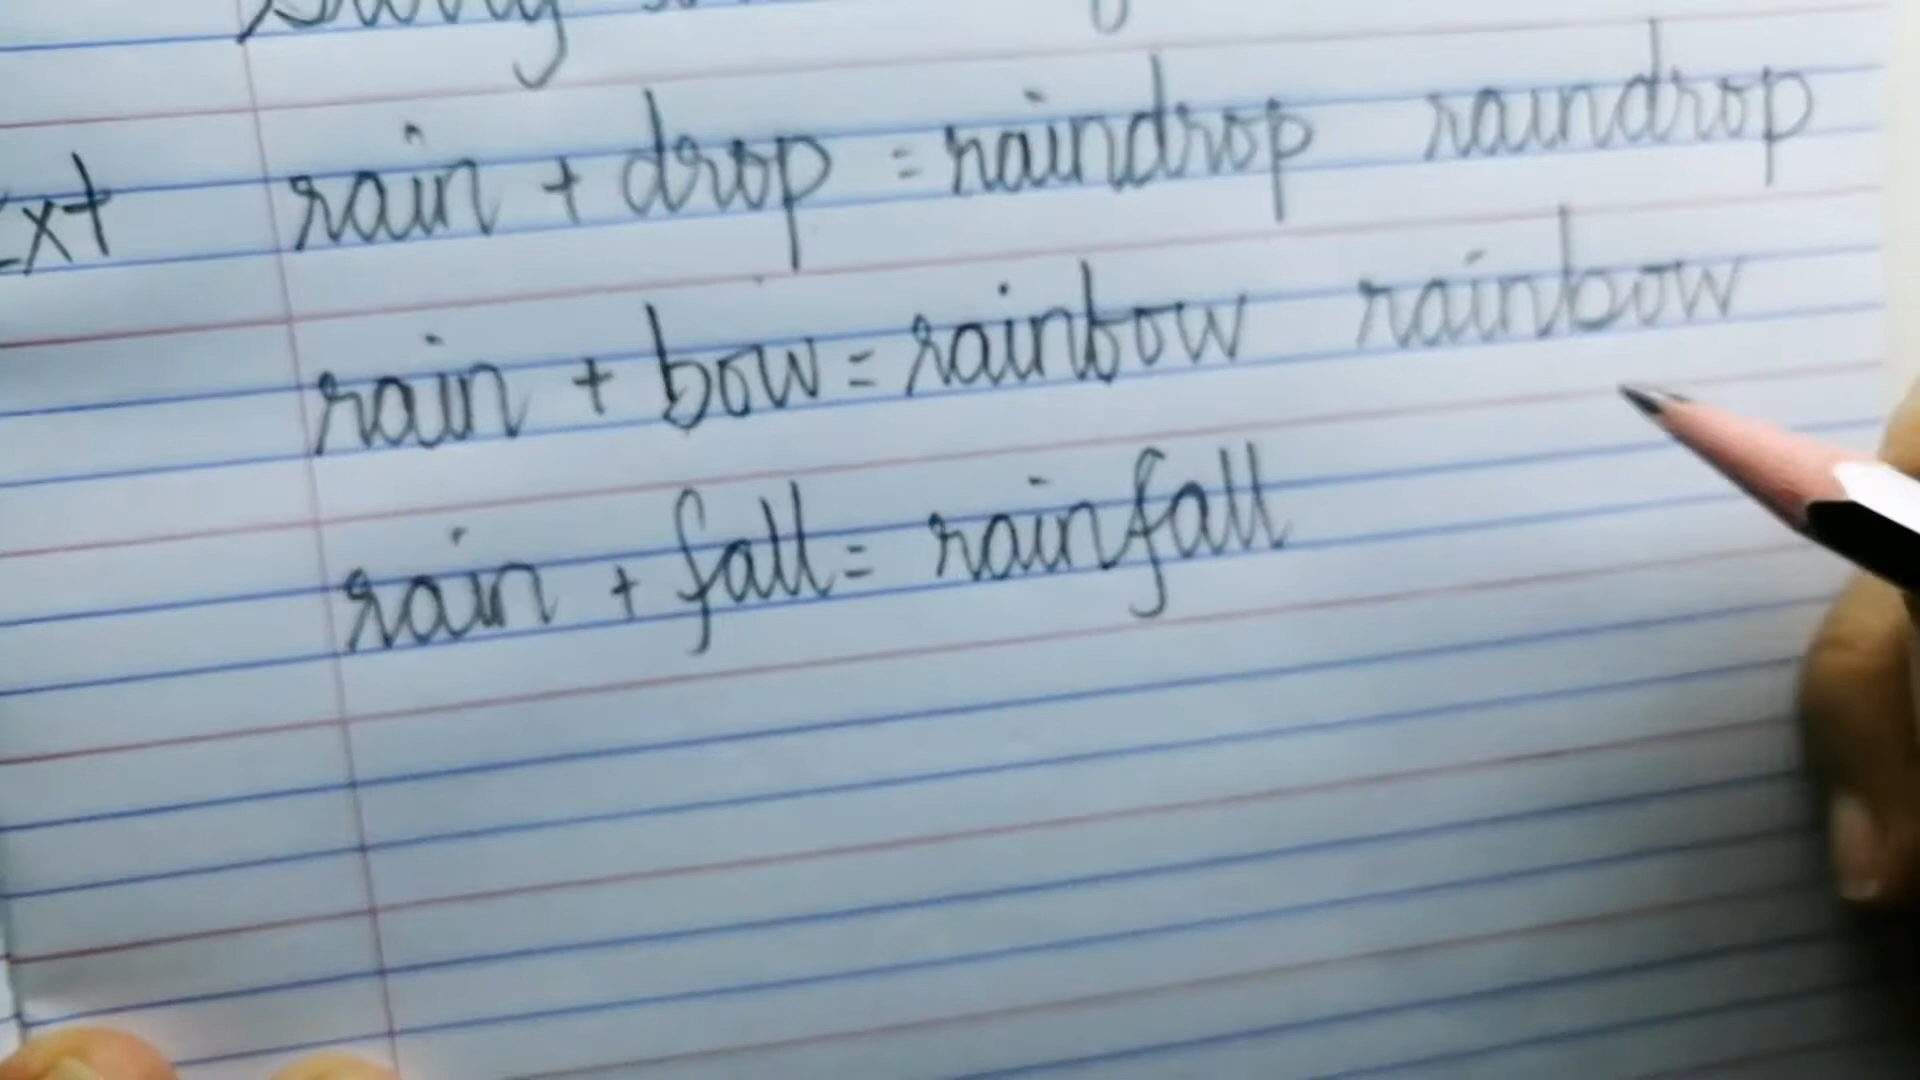 rain + drop = raindrop raindrop
rain + bow = rainbow rainbow
rain + fall = rainfall